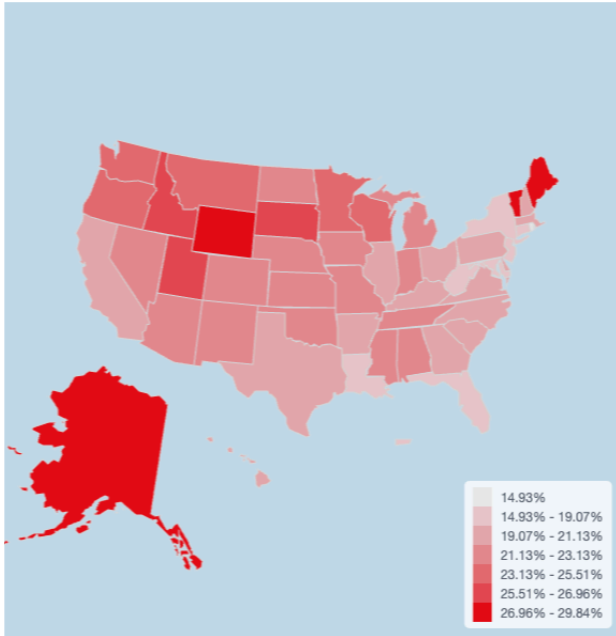 14.93%
14.93% - 19.07%
19.07% - 21.13%
21.13% - 23.13%
23.13% - 25.51%
25.51% - 26.96%
26.96% - 29.84%